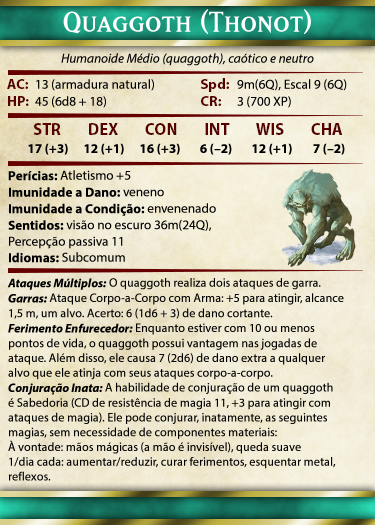 Quaggoth (Thonot)
Humanoide Médio (quaggoth), caótico e neutro
AC: 13 (armadura natural) Spd: 9m(6Q), Escal 9 (6Q)
HP: 45 (6d8 + 18) CR: 3 (700 XP)
STR DEX CON INT WIS CHA
17 (+3) 12 (+1) 16 (+3) 6 (–2) 12 (+1) 7 (–2)
Perícias: Atletismo +5
Imunidade a Dano: veneno
Imunidade a Condição: envenenado
Sentidos: visão no escuro 36m(24Q),
Percepção passiva 11
Idiomas: Subcomum
Ataques Múltiplos: O quaggoth realiza dois ataques de garra.
Garras: Ataque Corpo-a-Corpo com Arma: +5 para atingir, alcance
1,5 m, um alvo. Acerto: 6 (1d6 + 3) de dano cortante.
Ferimento Enfurecedor: Enquanto estiver com 10 ou menos
pontos de vida, o quaggoth possui vantagem nas jogadas de
ataque. Além disso, ele causa 7 (2d6) de dano extra a qualquer
alvo que ele atinja com seus ataques corpo-a-corpo.
Conjuração Inata: A habilidade de conjuração de um quaggoth
é Sabedoria (CD de resistência de magia 11, +3 para atingir com
ataques de magia). Ele pode conjurar, inatamente, as seguintes
magias, sem necessidade de componentes materiais:
À vontade: mãos mágicas (a mão é invisível), queda suave
1/dia cada: aumentar/reduzir, curar ferimentos, esquentar metal,
reflexos.